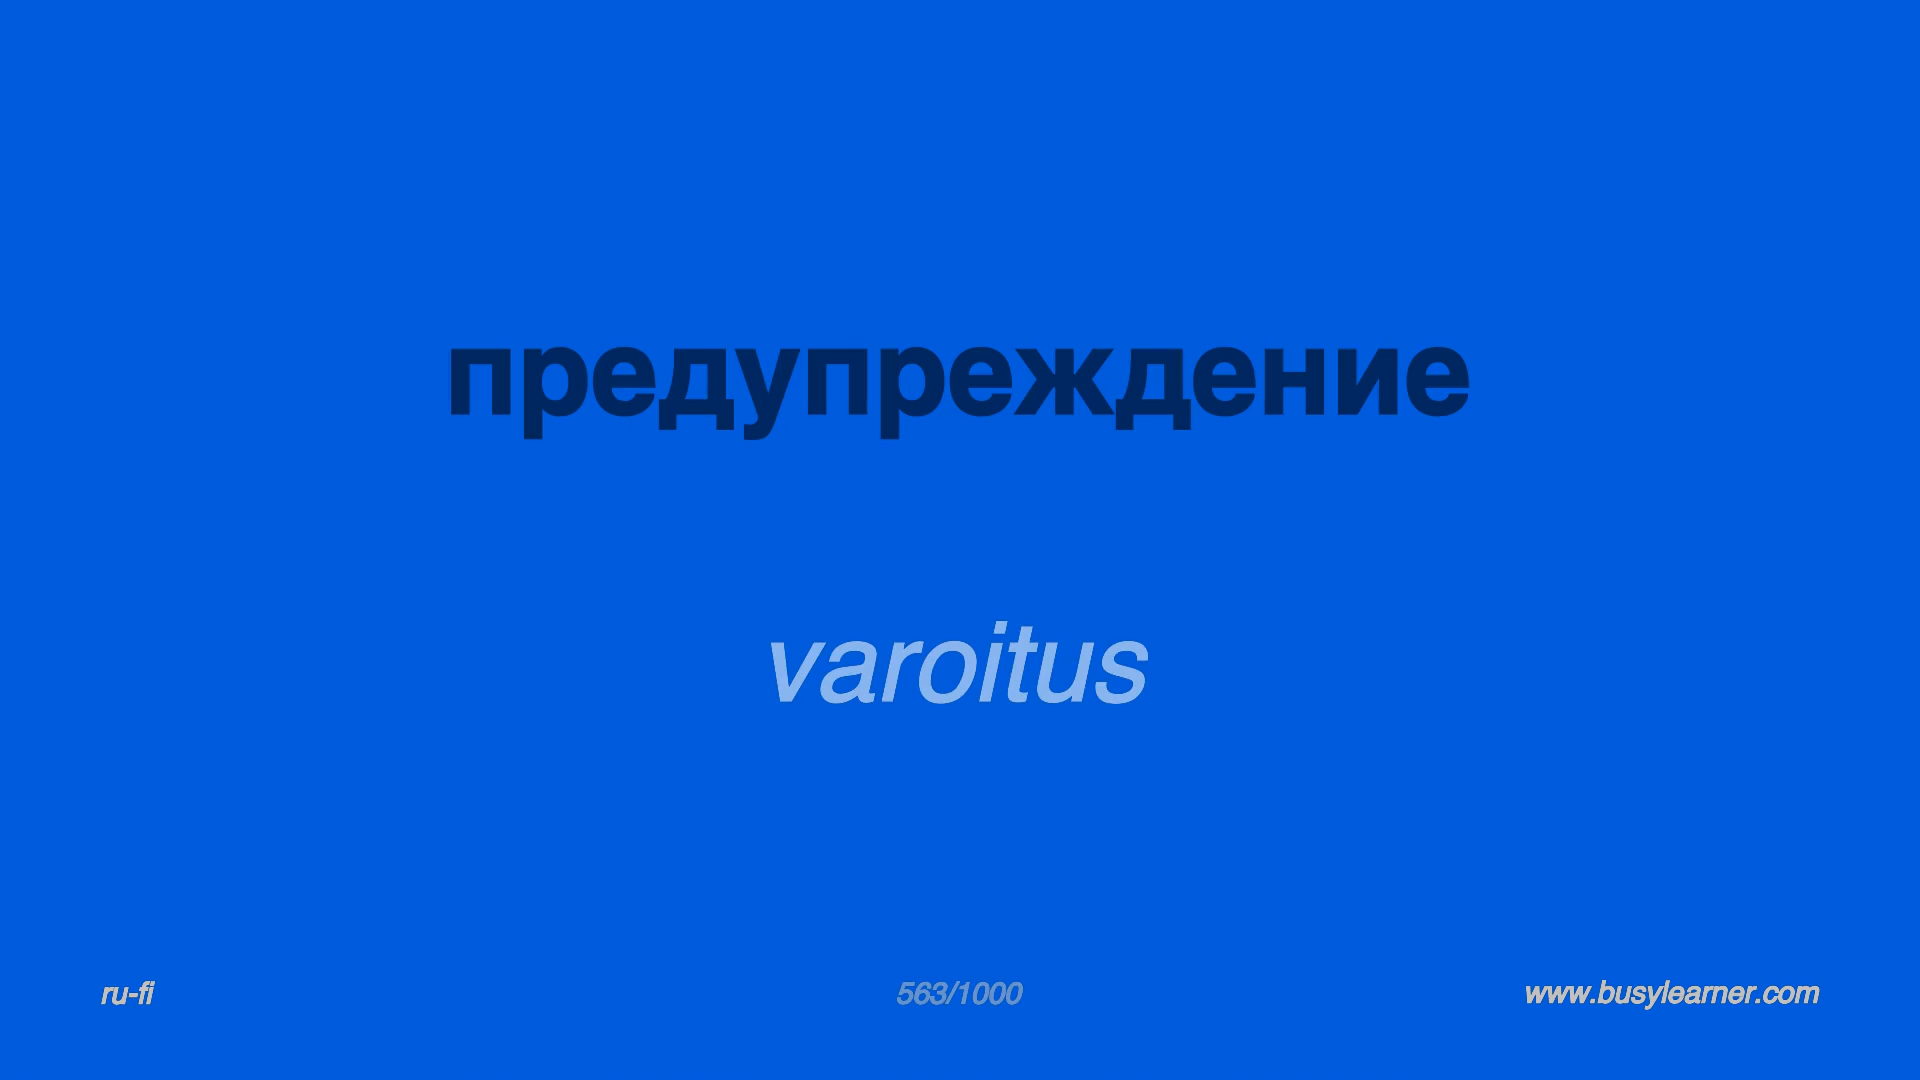 предупреждение
varoitus
ru-fi
563/1000
www.busylearner.com